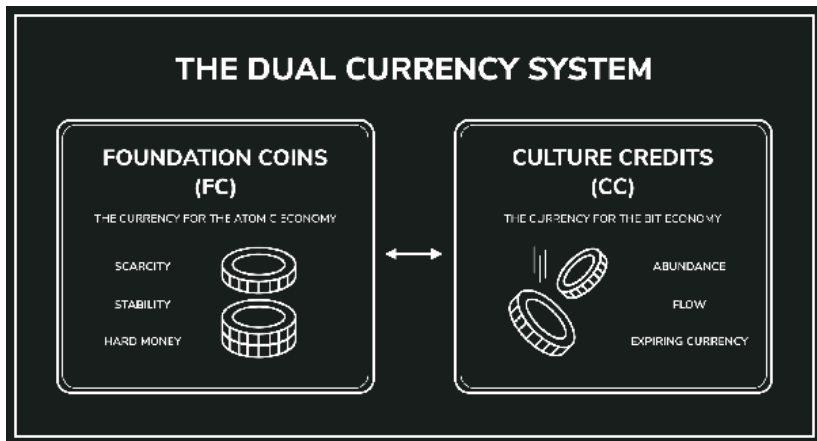 THE DUAL CURRENCY SYSTEM
FOUNDATION COINS
(FC)
THE CURRENCY FOR THE ATOMIC ECONOMY
SCARCITY
STABILITY
HARD MONEY
CULTURE CREDITS
(CC)
THE CURRENCY FOR THE BIT ECONOMY
ABUNDANCE
FLOW
EXPIRING CURRENCY